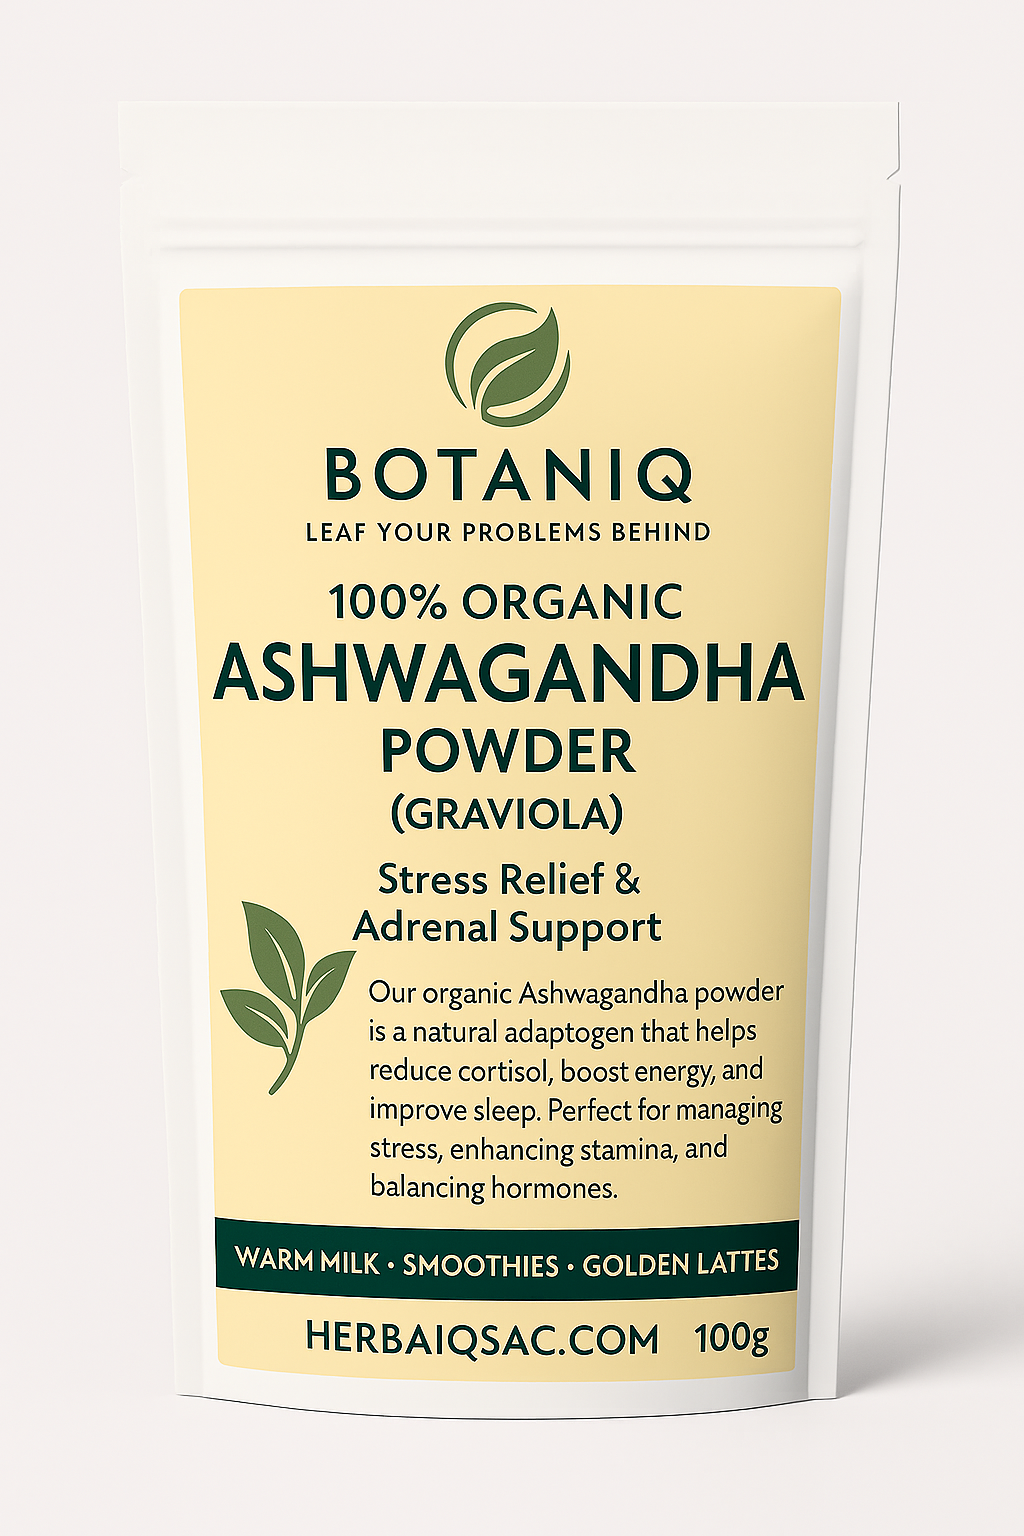 BOTANIQ
LEAF YOUR PROBLEMS BEHIND
100% ORGANIC
ASHWAGANDHA
POWDER
(GRAVIOLA)
Stress Relief &
Adrenal Support
Our organic Ashwagandha powder
is a natural adaptogen that helps
reduce cortisol, boost energy, and
improve sleep. Perfect for managing
stress, enhancing stamina, and
balancing hormones.
WARM MILK • SMOOTHIES • GOLDEN LATTES
HERBAIQSAC.COM 100g